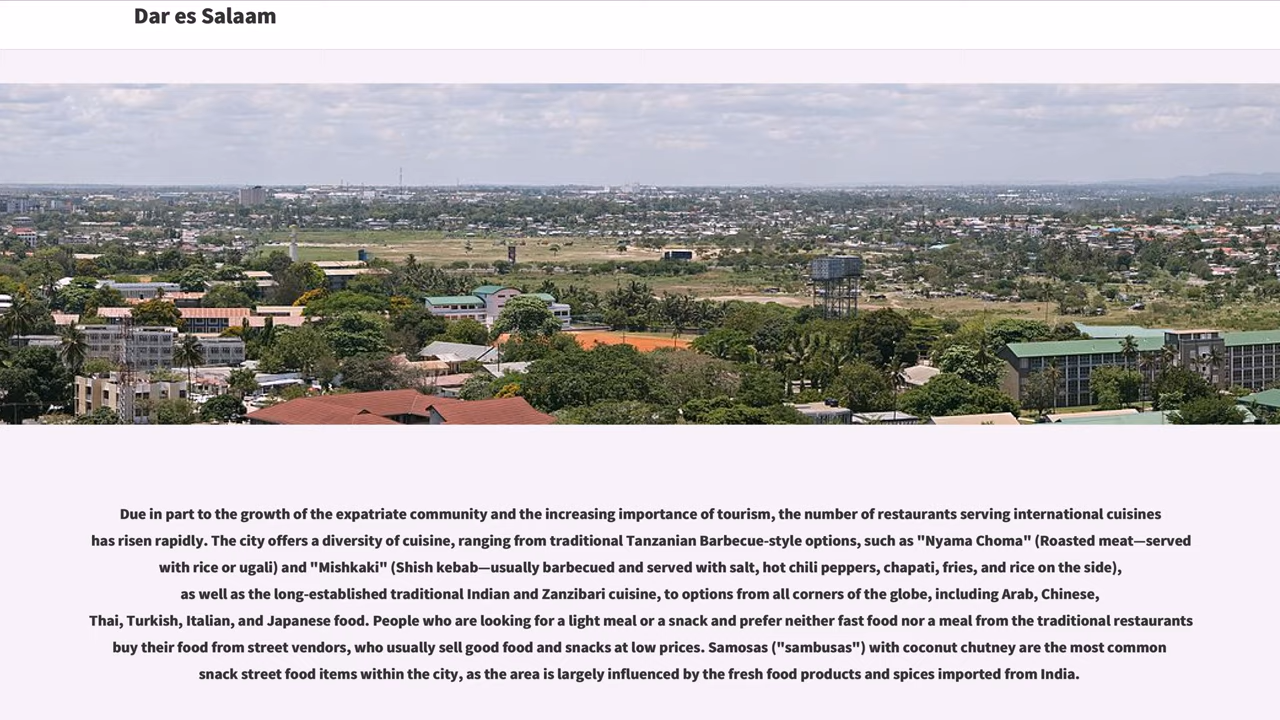 Dar es Salaam
Due in part to the growth of the expatriate community and the increasing importance of tourism, the number of restaurants serving international cuisines
has risen rapidly. The city offers a diversity of cuisine, ranging from traditional Tanzanian Barbecue-style options, such as "Nyama Choma" (Roasted meat—served
with rice or ugali) and "Mishkaki" (Shish kebab—usually barbecued and served with salt, hot chili peppers, chapati, fries, and rice on the side),
as well as the long-established traditional Indian and Zanzibari cuisine, to options from all corners of the globe, including Arab, Chinese,
Thai, Turkish, Italian, and Japanese food. People who are looking for a light meal or a snack and prefer neither fast food nor a meal from the traditional restaurants
buy their food from street vendors, who usually sell good food and snacks at low prices. Samosas ("sambusas") with coconut chutney are the most common
snack street food items within the city, as the area is largely influenced by the fresh food products and spices imported from India.